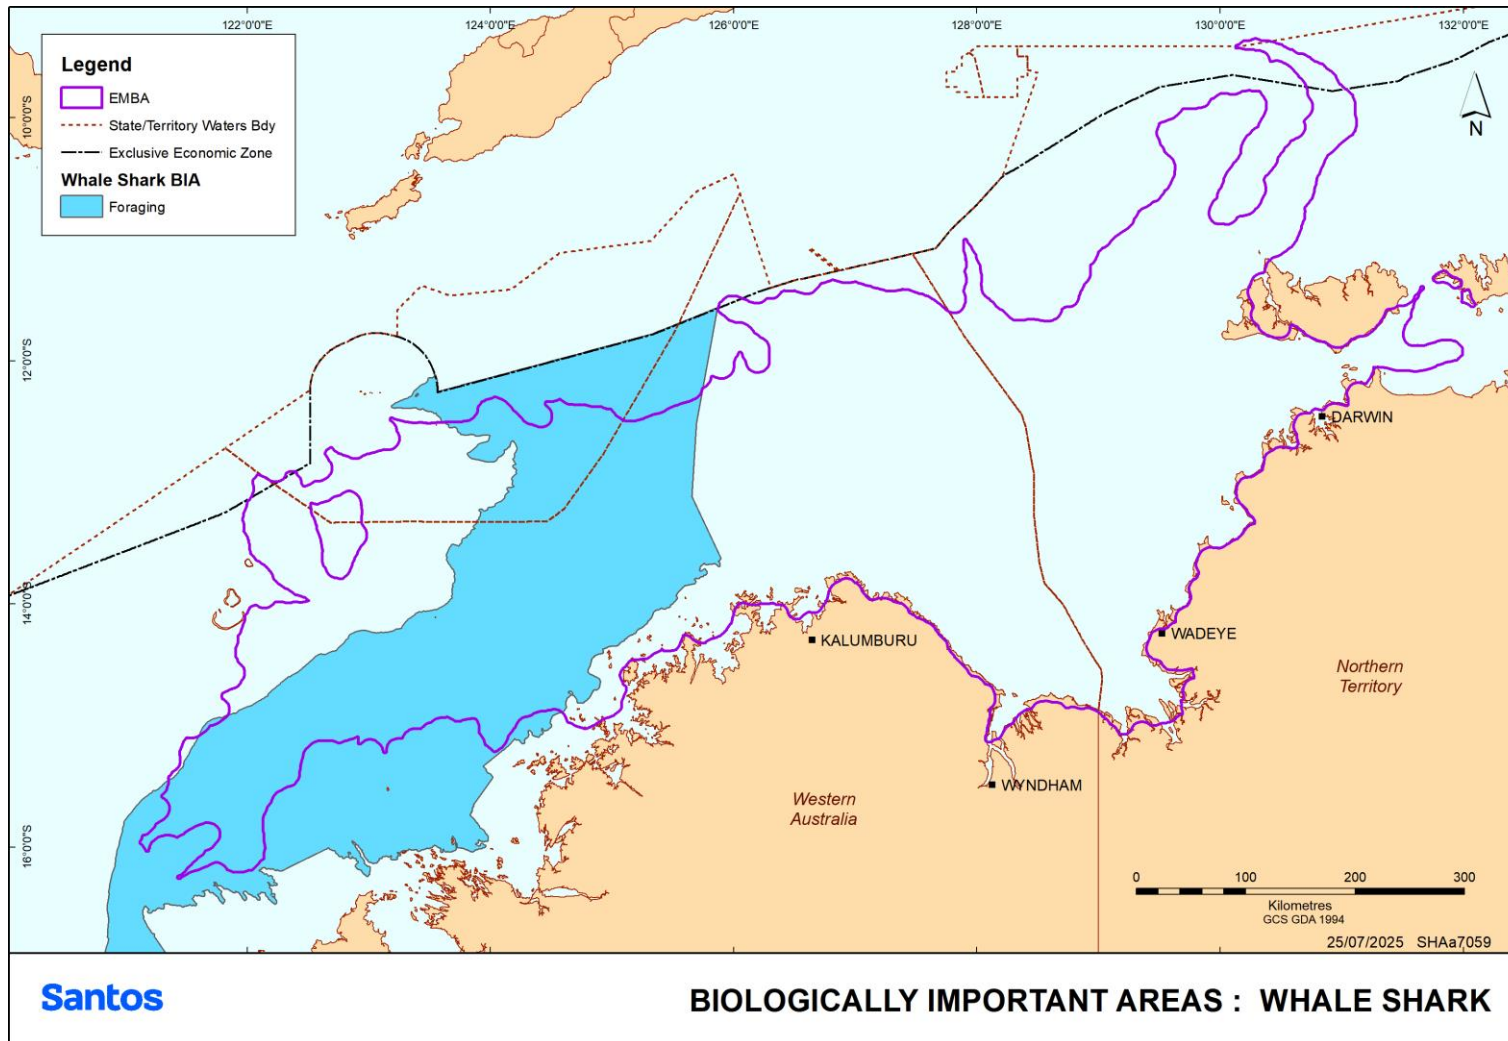 122°0'0"E
124°0'0"E
126°0'0"E
128°0'0"E
130°0'0"E
132°0'0"E
Legend
EMBA
State/Territory Waters Bdy
Exclusive Economic Zone
Whale Shark BIA
Foraging
10°0'0"S
N
12°0'0"S
DARWIN
14°0'0"S
KALUMBURU
WADEYE
Northern
Territory
WYNDHAM
Western
Australia
16°0'0"S
0 100 200 300
Kilometres
GCS GDA 1994
25/07/2025 SHAa7059
Santos
BIOLOGICALLY IMPORTANT AREAS : WHALE SHARK